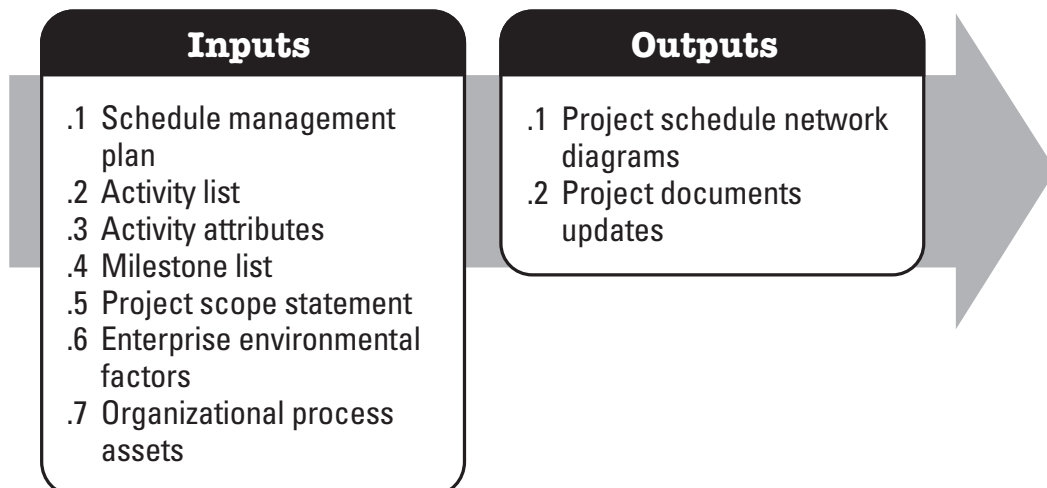 Inputs
.1 Schedule management
plan
.2 Activity list
.3 Activity attributes
.4 Milestone list
.5 Project scope statement
.6 Enterprise environmental
factors
.7 Organizational process
assets
Outputs
.1 Project schedule network
diagrams
.2 Project documents
updates